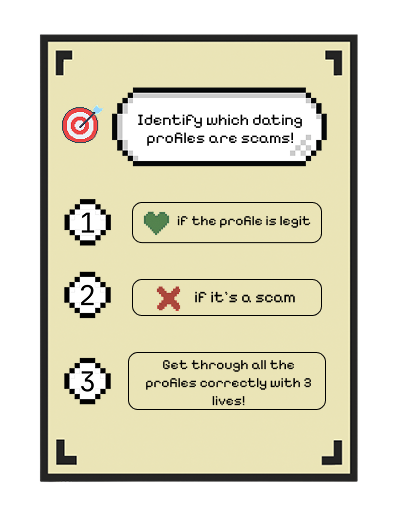 Identify which dating
profiles are scams!
1
if the profile is legit
2
if it's a scam
3
Get through all the
profiles correctly with 3
lives!